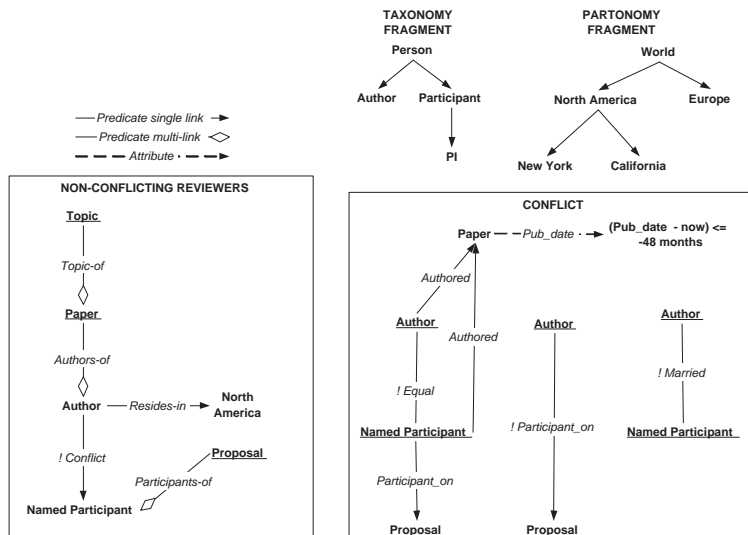 TAXONOMY
FRAGMENT
Person
Author
Participant
PI
PARTONOMY
FRAGMENT
World
North America
Europe
New York
California
Predicate single link
Predicate multi-link
Attribute
NON-CONFLICTING REVIEWERS
Topic
Topic-of
Paper
Authors-of
Author
Resides-in
North
America
! Conflict
Proposal
Participants-of
Named Participant
CONFLICT
Paper
Pub_date
(Pub_date - now) <=
-48 months
Authored
Author
Authored
! Equal
Named Participant
Participant_on
Proposal
Author
! Participant_on
Proposal
Author
! Married
Named Participant